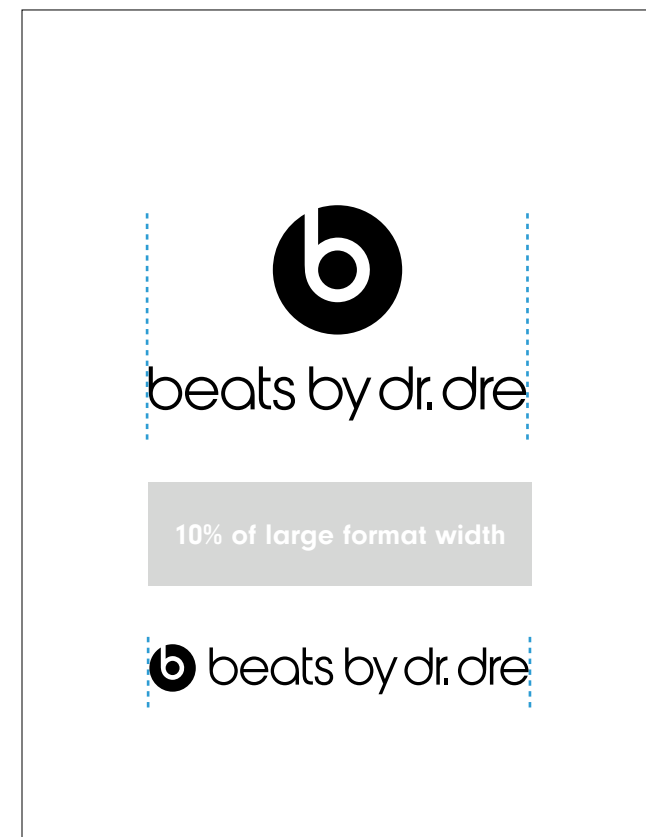 b
beats by dr. dre
10% of large format width
b beats by dr. dre